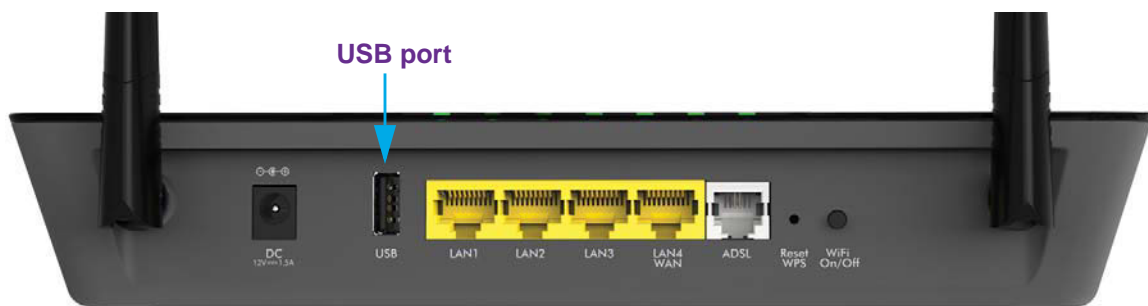 USB port
DC
12V⎓1.5A
USB
LAN1
LAN2
LAN3
LAN4
WAN
ADSL
Reset
WPS
WiFi
On/Off